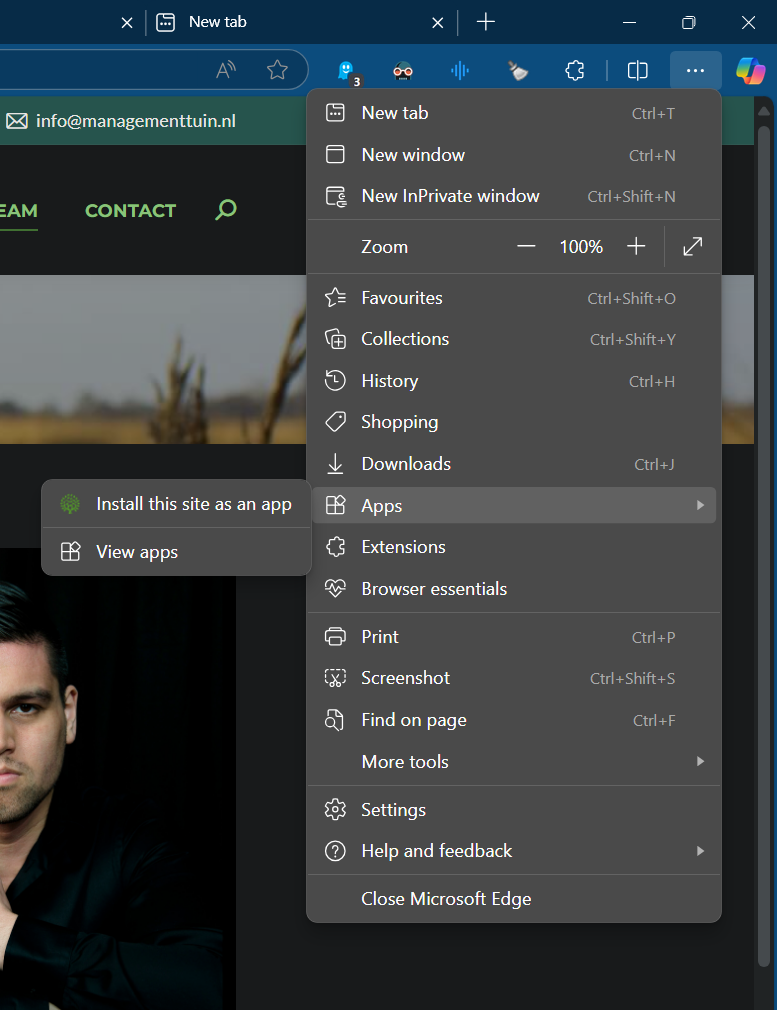 New tab
3
info@managementtuin.nl
EAM
CONTACT
New tab Ctrl+T
New window Ctrl+N
New InPrivate window Ctrl+Shift+N
Zoom 100%
Favourites Ctrl+Shift+O
Collections Ctrl+Shift+Y
History Ctrl+H
Shopping
Downloads Ctrl+J
Apps
Install this site as an app
View apps
Extensions
Browser essentials
Print Ctrl+P
Screenshot Ctrl+Shift+S
Find on page Ctrl+F
More tools
Settings
Help and feedback
Close Microsoft Edge